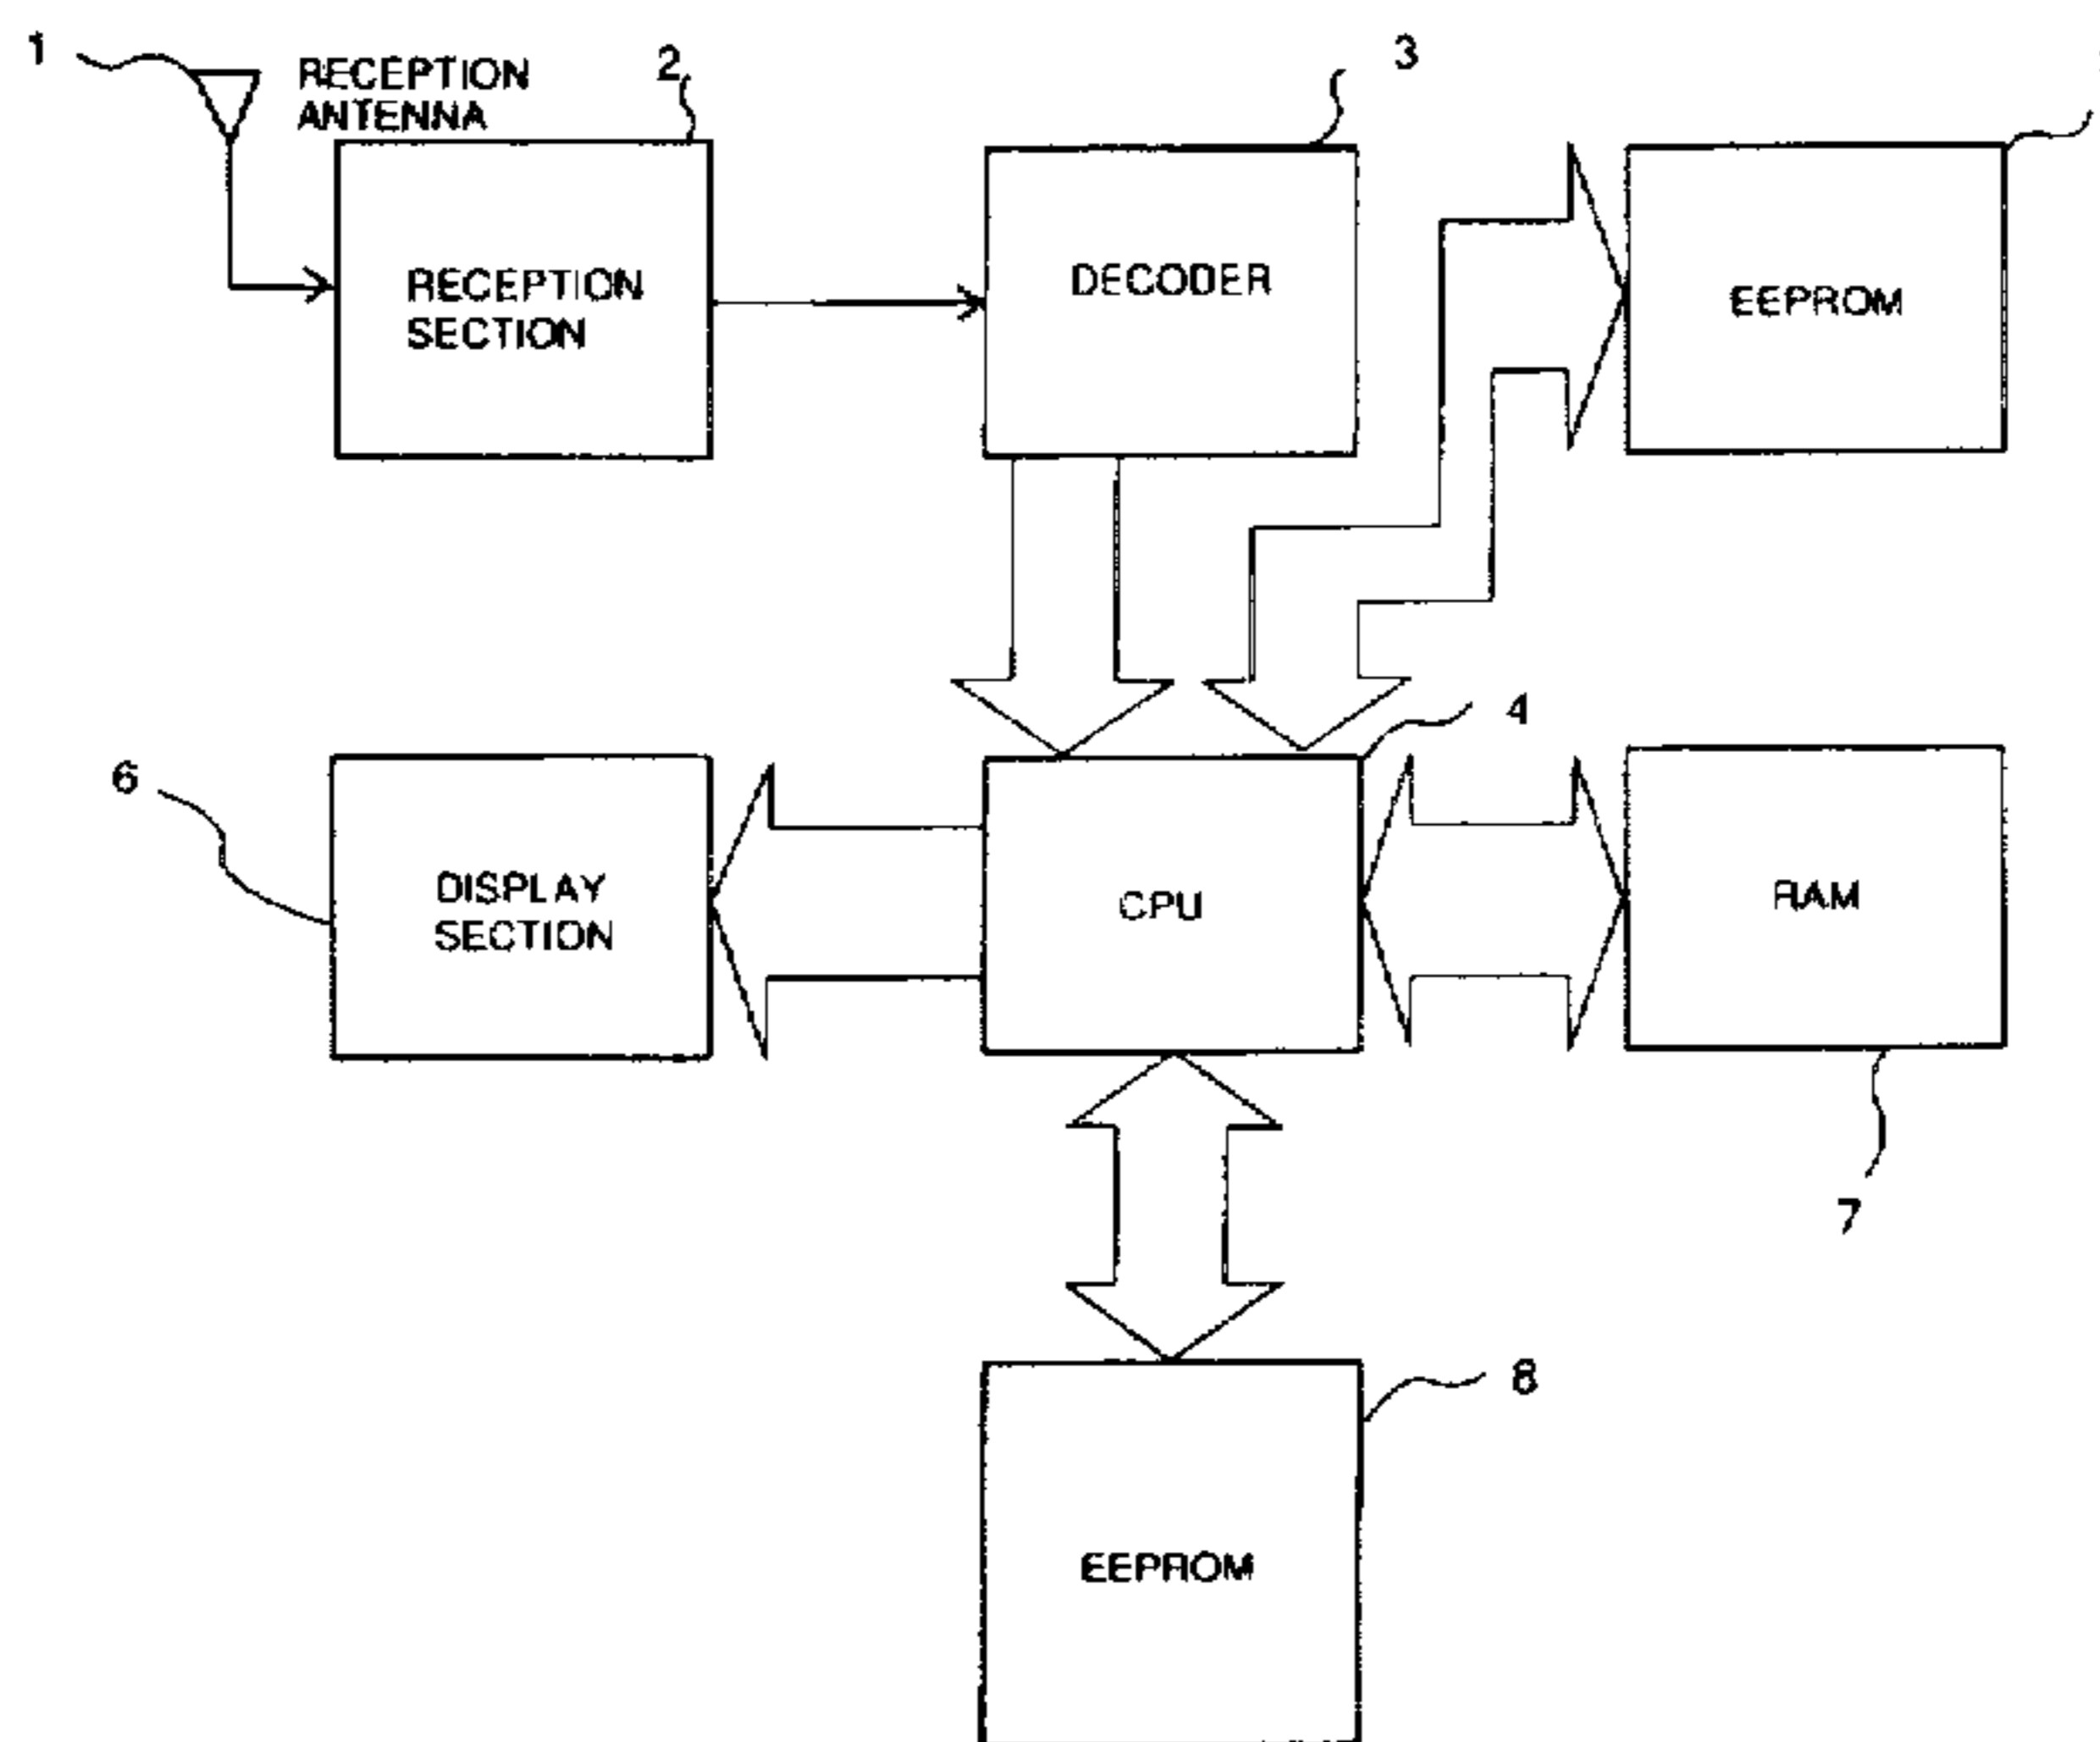 1
RECEPTION
ANTENNA
2
3
RECEPTION
SECTION
DECODER
EEPROM
4
6
DISPLAY
SECTION
CPU
RAM
7
8
EEPROM